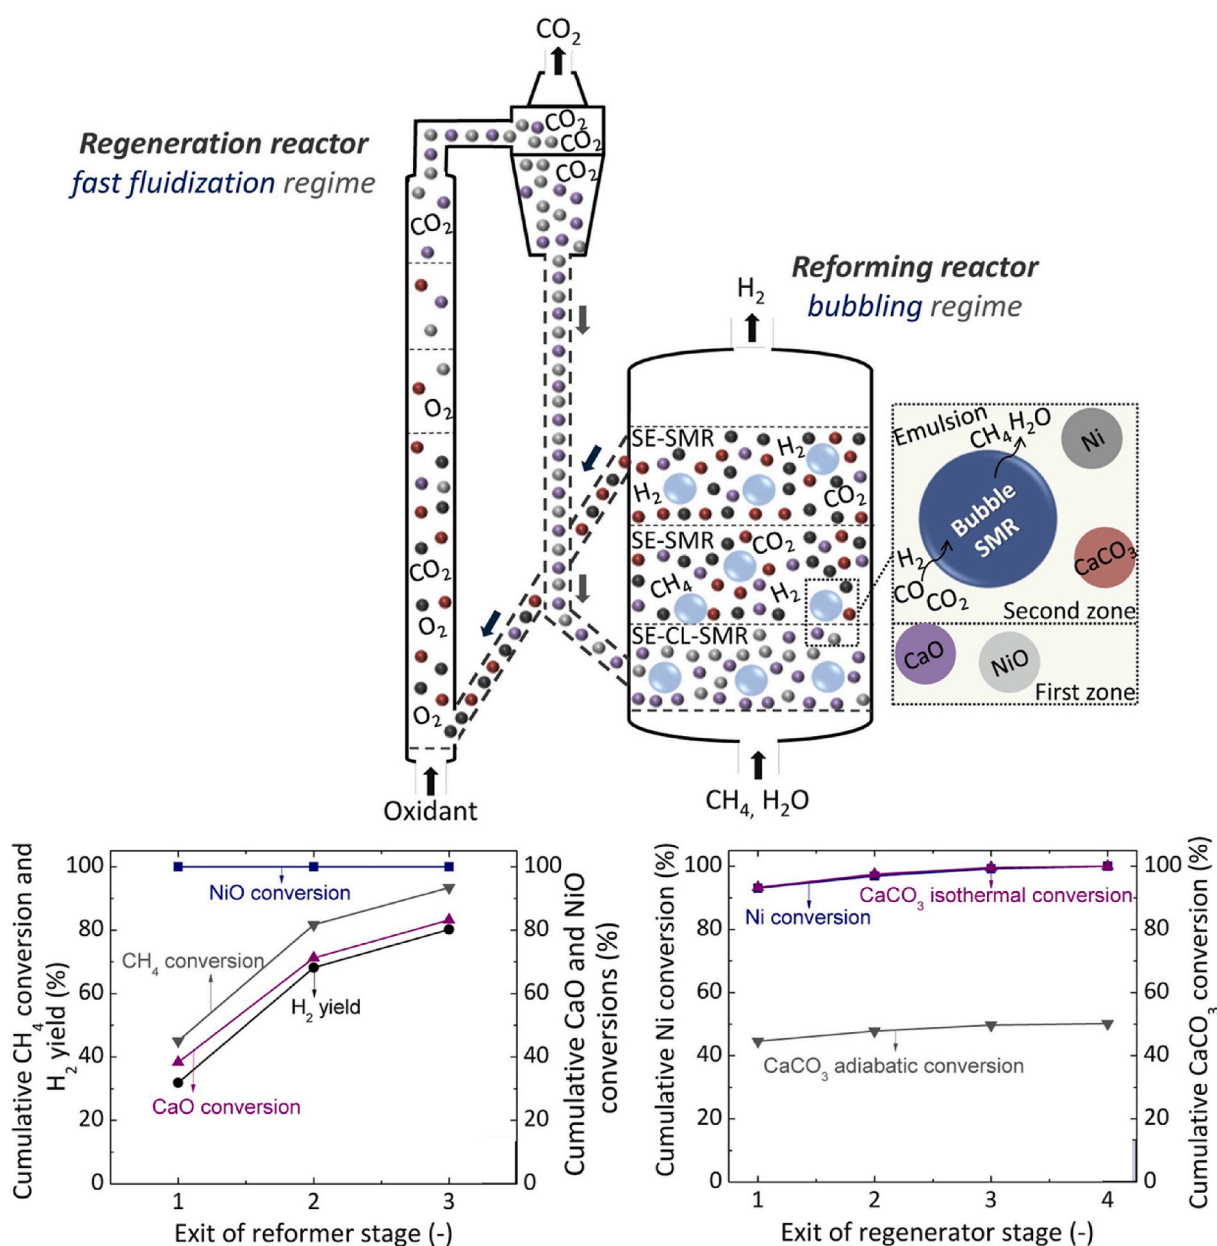 CO2
Regeneration reactor
fast fluidization regime
CO2
CO2
CO2
CO2
O2
CO2
O2
O2
Oxidant
Reforming reactor
bubbling regime
H2
SE-SMR
H2
H2
CO2
SE-SMR
CO2
CH4
H2
SE-CL-SMR
CH4, H2O
Emulsion
CH4 H2O
Ni
Bubble
SMR
H2
CO
CO2
CaCO3
Second zone
CaO
NiO
First zone
Cumulative CH4 conversion and
H2 yield (%)
100
80
60
40
20
0
NiO conversion
CH4 conversion
H2 yield
CaO conversion
1 2 3
Exit of reformer stage (-)
100
80
60
40
20
0
Cumulative CaO and NiO
conversions (%)
Cumulative Ni conversion (%)
100
80
60
40
20
0
CaCO3 isothermal conversion
Ni conversion
CaCO3 adiabatic conversion
1 2 3 4
Exit of regenerator stage (-)
100
80
60
40
20
0
Cumulative CaCO3 conversion (%)